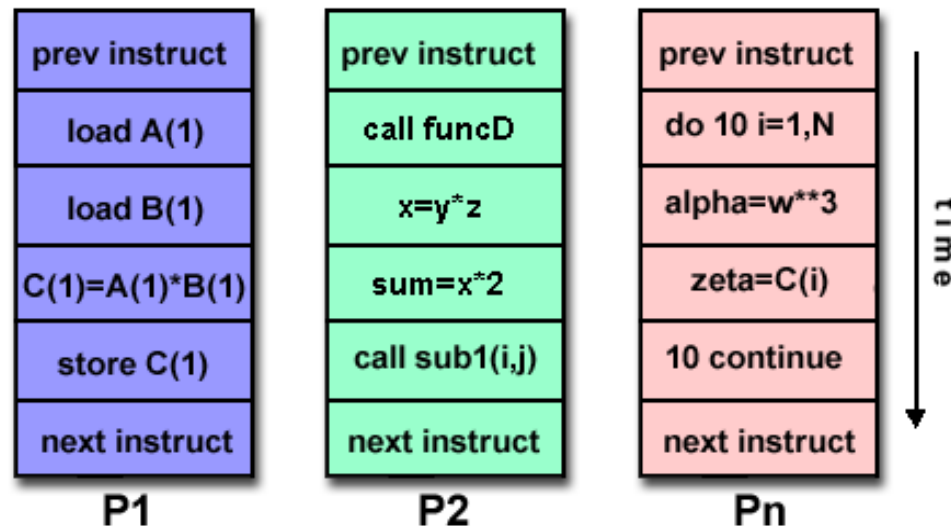 prev instruct
load A(1)
load B(1)
C(1)=A(1)*B(1)
store C(1)
next instruct
P1
prev instruct
call funcD
x=y*z
sum=x*2
call sub1(i,j)
next instruct
P2
prev instruct
do 10 i=1,N
alpha=w**3
zeta=C(i)
10 continue
next instruct
Pn
time